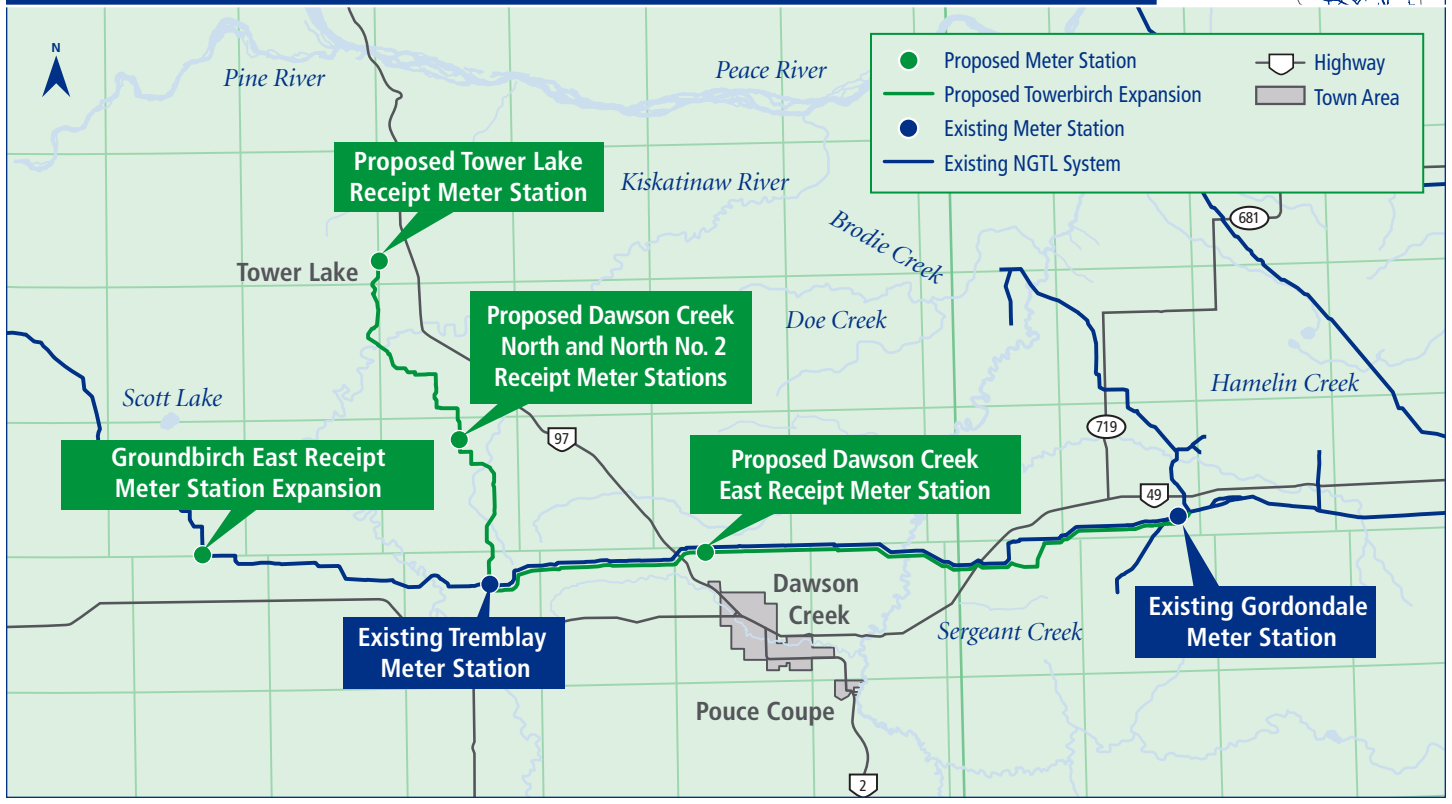 N
Pine River
Peace River
Proposed Meter Station
Proposed Towerbirch Expansion
Existing Meter Station
Existing NGTL System
Highway
Town Area
Proposed Tower Lake
Receipt Meter Station
Kiskatinaw River
Brodie Creek
681
Tower Lake
Proposed Dawson Creek
North and North No. 2
Receipt Meter Stations
Doe Creek
Hamelin Creek
Scott Lake
97
719
Groundbirch East Receipt
Meter Station Expansion
Proposed Dawson Creek
East Receipt Meter Station
49
Dawson
Creek
Existing Tremblay
Meter Station
Sergeant Creek
Existing Gordondale
Meter Station
Pouce Coupe
2